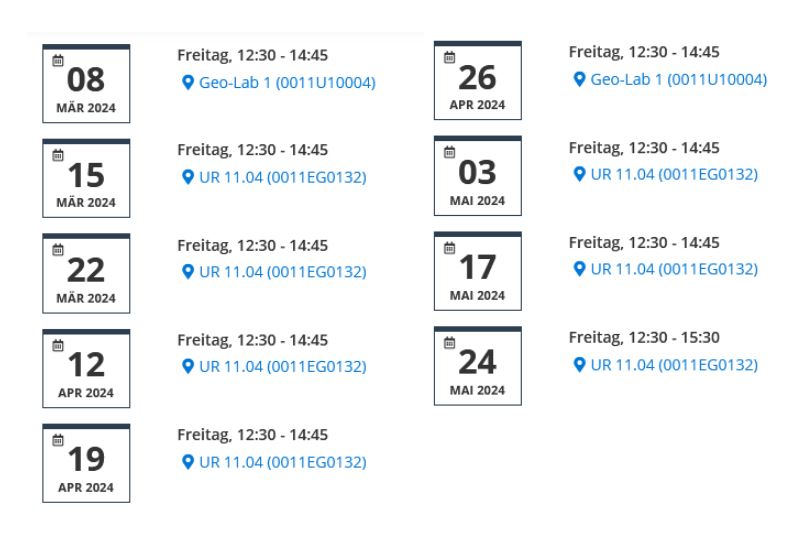 08
MÄR 2024
Freitag, 12:30 - 14:45
Geo-Lab 1 (0011U10004)
15
MÄR 2024
Freitag, 12:30 - 14:45
UR 11.04 (0011EG0132)
22
MÄR 2024
Freitag, 12:30 - 14:45
UR 11.04 (0011EG0132)
12
APR 2024
Freitag, 12:30 - 14:45
UR 11.04 (0011EG0132)
19
APR 2024
Freitag, 12:30 - 14:45
UR 11.04 (0011EG0132)
26
APR 2024
Freitag, 12:30 - 14:45
Geo-Lab 1 (0011U10004)
03
MAI 2024
Freitag, 12:30 - 14:45
UR 11.04 (0011EG0132)
17
MAI 2024
Freitag, 12:30 - 14:45
UR 11.04 (0011EG0132)
24
MAI 2024
Freitag, 12:30 - 15:30
UR 11.04 (0011EG0132)